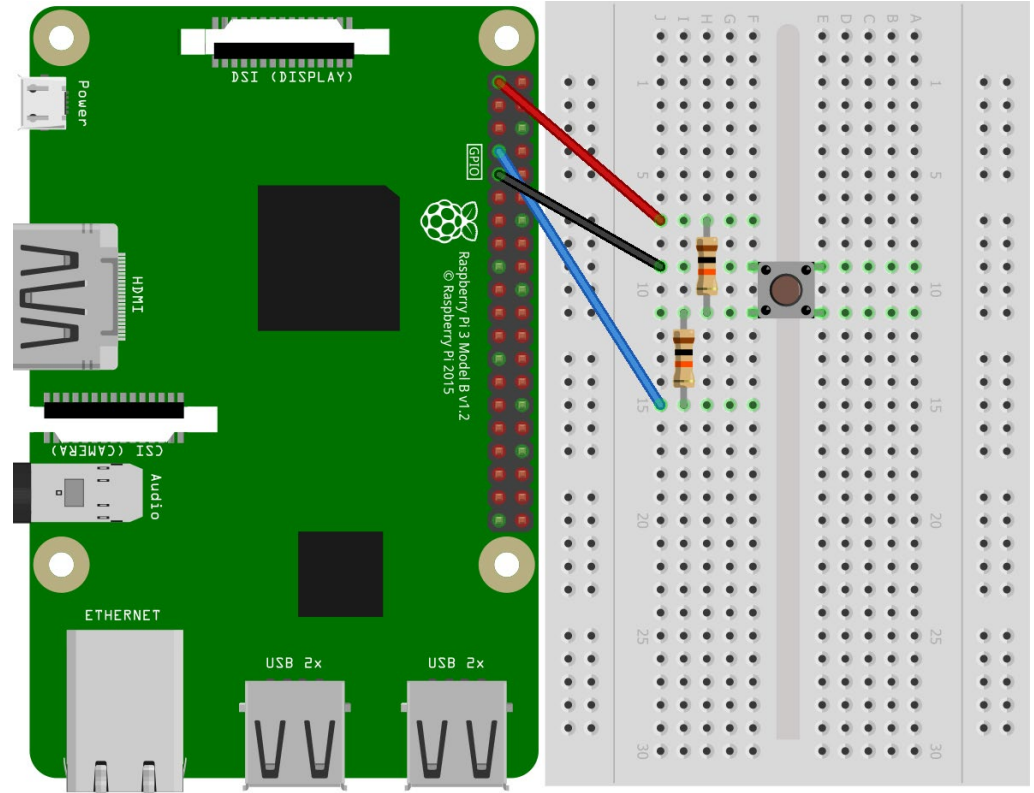 DSI (DISPLAY)
Power
GPIO
HDMI
Raspberry Pi 3 Model B v1.2
© Raspberry Pi 2015
CSI (CAMERA)
Audio
ETHERNET
USB 2x
USB 2x
J I H G F E D C B A
1 1
5 5
10 10
15 15
20 20
25 25
30 30